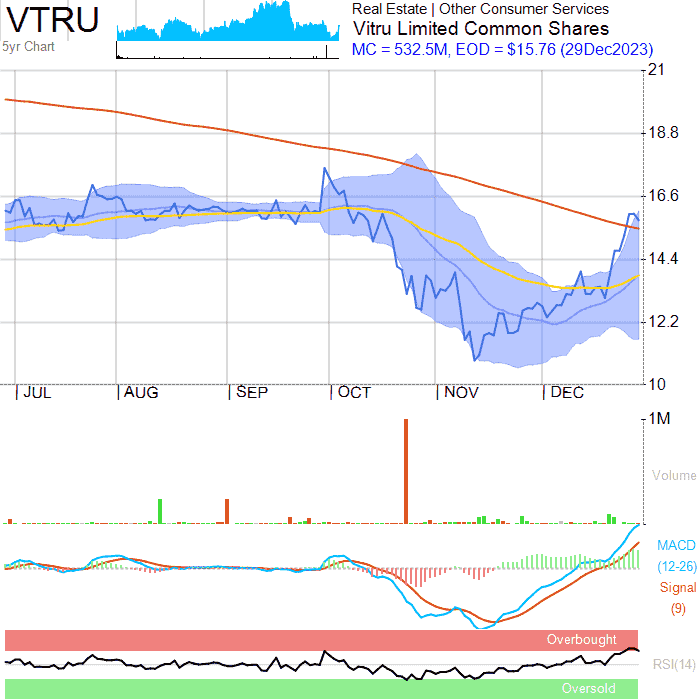 VTRU
5yr Chart
Real Estate | Other Consumer Services
Vitru Limited Common Shares
MC = 532.5M, EOD = $15.76 (29Dec2023)
21
18.8
16.6
14.4
12.2
10
JUL AUG SEP OCT NOV DEC
1M
Volume
MACD
(12-26)
Signal
(9)
Overbought
RSI(14)
Oversold